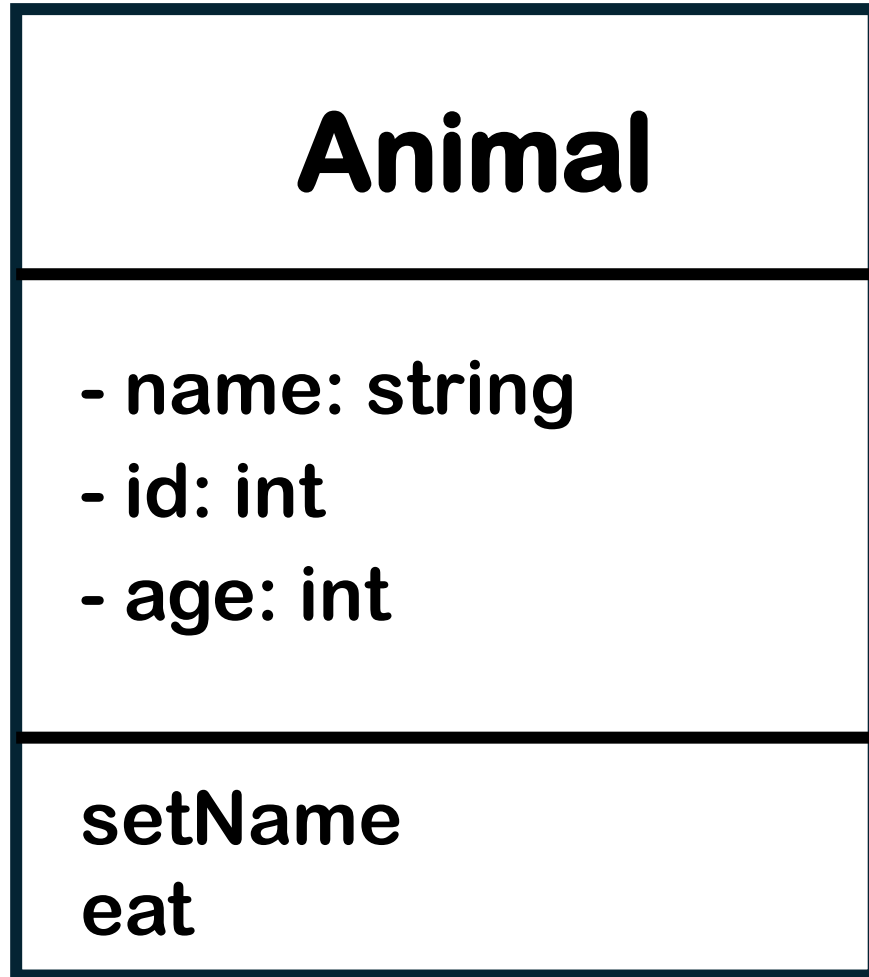 Animal
- name: string
- id: int
- age: int
setName
eat